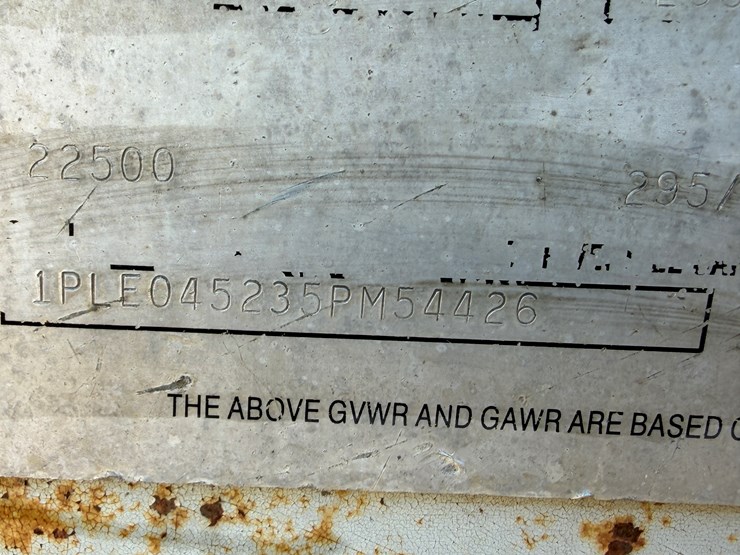 22500 295/
1PLE045235PM54426
THE ABOVE GVWR AND GAWR ARE BASED